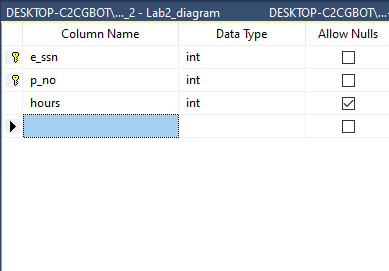 DESKTOP-C2CGBOT\..._2 - Lab2_diagram DESKTOP-C2CGBOT\...
Column Name Data Type Allow Nulls
e_ssn int
p_no int
hours int